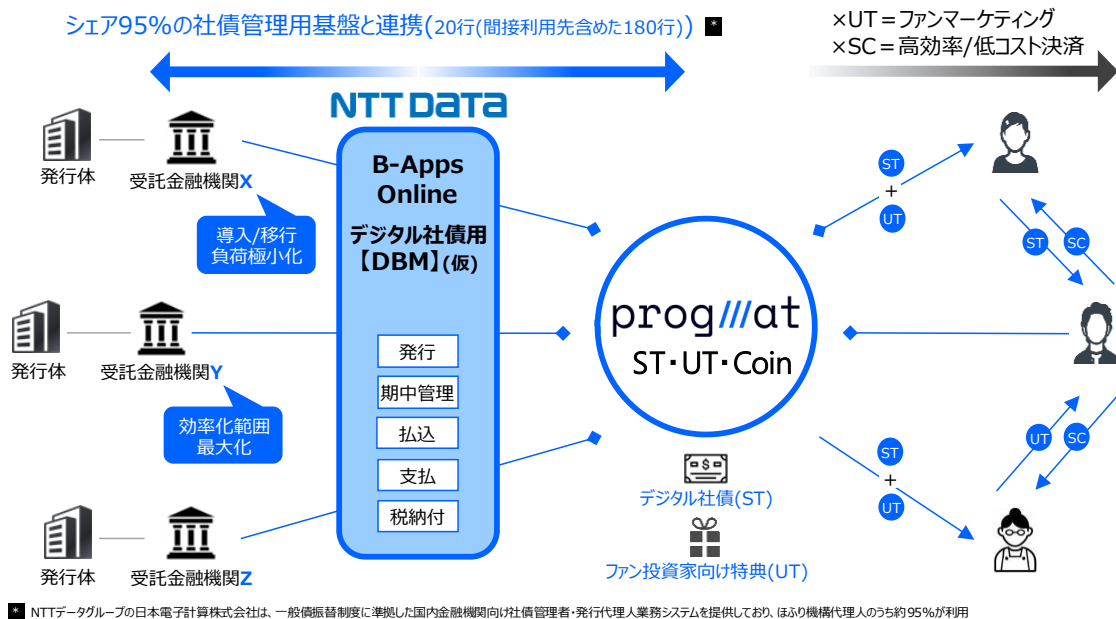 シェア95%の社債管理用基盤と連携(20行(間接利用先含めた180行)) *
×UT＝ファンマーケティング
×SC＝高効率/低コスト決済
NTT DATA
発行体
受託金融機関X
導入/移行
負荷極小化
発行体
受託金融機関Y
効率化範囲
最大化
発行体
受託金融機関Z
B-Apps
Online
デジタル社債用
【DBM】(仮)
発行
期中管理
払込
支払
税納付
progmat
ST・UT・Coin
デジタル社債(ST)
ファン投資家向け特典(UT)
ST
+
UT
ST
SC
UT
SC
ST
+
UT
* NTTデータグループの日本電子計算株式会社は、一般債振替制度に準拠した国内金融機関向け社債管理者・発行代理人業務システムを提供しており、ほふり機構代理人のうち約95%が利用